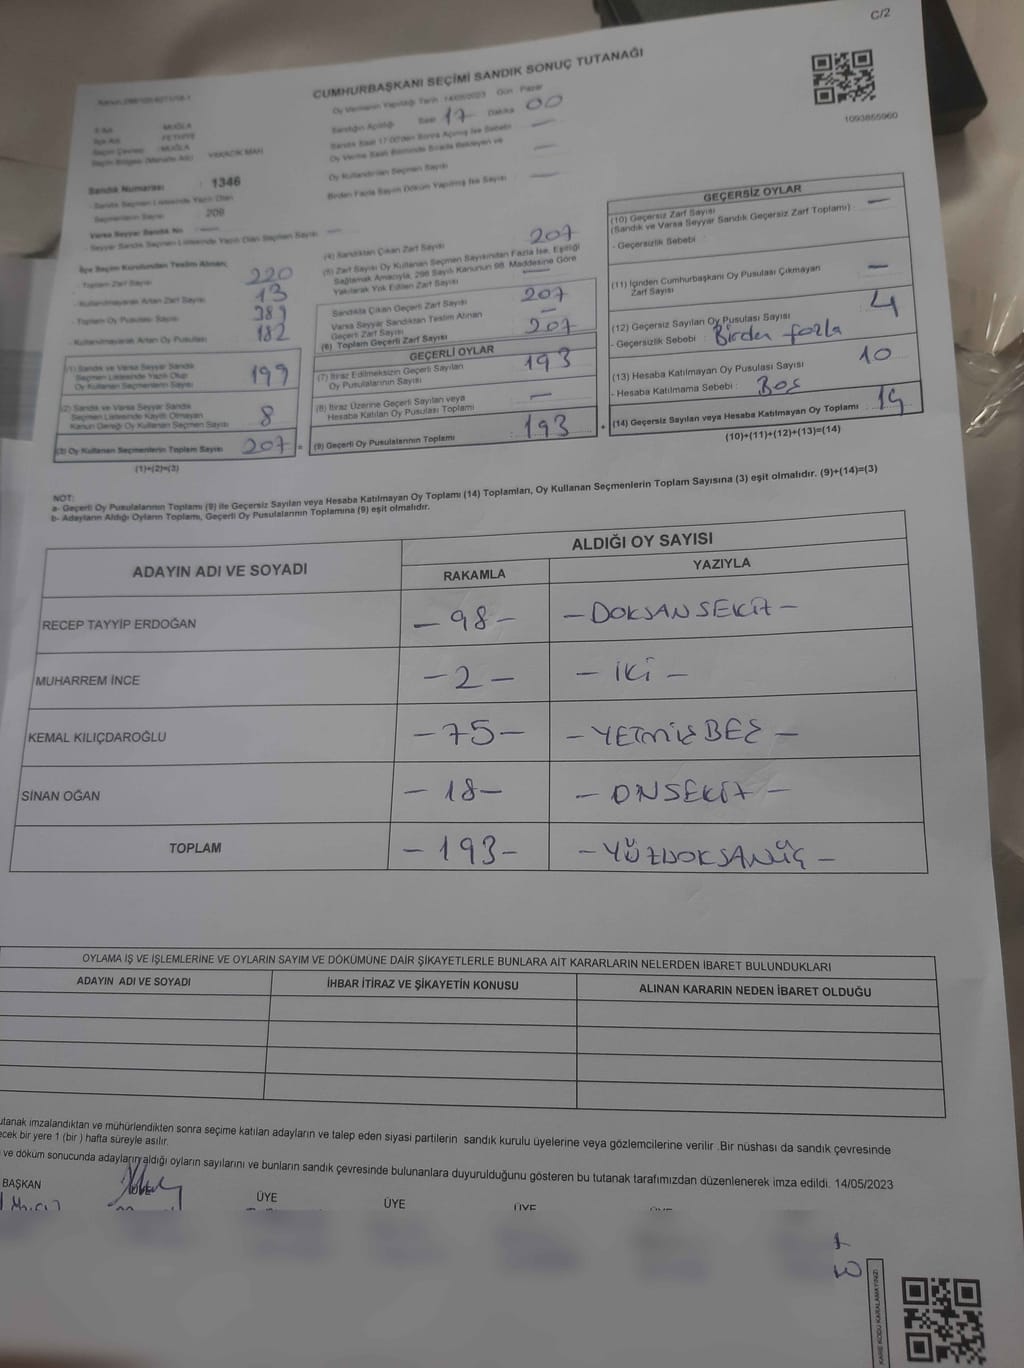 C/2
CUMHURBAŞKANI SEÇİMİ SANDIK SONUÇ TUTANAĞI
Oy Vermenin Yapıldığı Tarih : 14/05/2023 Gün : Pazar
Sandığın Açıldığı Saat 17 Dakika 00
Sandık Saat 17:00'den Sonra Açılmış İse Sebebi
Oy Verme Saati Bitiminde Sırada Bekleyen ve
Oy Kullandırılan Seçmen Sayısı
Birden Fazla Sayım Döküm Yapılmış İse Sayısı
1093855960
İl Adı : MUĞLA
İlçe Adı : FETHİYE
Seçim Çevresi : MUĞLA
Seçim Bölgesi (Mahalle Adı) :
Sandık Numarası : 1346
- Sandık Seçmen Listesinde Yazılı Olan
Seçmenlerin Sayısı : 208
Varsa Seyyar Sandık No
- Seyyar Sandık Seçmen Listesinde Yazılı Olan Seçmen Sayısı
İlçe Seçim Kurulundan Teslim Alınan;
- Toplam Zarf Sayısı 220
- Kullanılmayarak Artan Zarf Sayısı 13
- Toplam Oy Pusulası Sayısı 389
- Kullanılmayarak Artan Oy Pusulası 182
(1) Sandık ve Varsa Seyyar Sandık
Seçmen Listesinde Yazılı Olup
Oy Kullanan Seçmenlerin Sayısı 199
(2) Sandık ve Varsa Seyyar Sandık
Seçmen Listesinde Kayıtlı Olmayan
Kanun Gereği Oy Kullanan Seçmen Sayısı 8
(3) Oy Kullanan Seçmenlerin Toplam Sayısı 207 =
(1)+(2)=(3)
(4) Sandıktan Çıkan Zarf Sayısı 207
(5) Zarf Sayısı Oy Kullanan Seçmen Sayısından Fazla İse, Eşitliği
Sağlamak Amacıyla, 298 Sayılı Kanunun 98. Maddesine Göre
Yakılarak Yok Edilen Zarf Sayısı
Sandıkta Çıkan Geçerli Zarf Sayısı 207
Varsa Seyyar Sandıktan Teslim Alınan
Geçerli Zarf Sayısı -
(6) Toplam Geçerli Zarf Sayısı 207
GEÇERLİ OYLAR
(7) İtiraz Edilmeksizin Geçerli Sayılan
Oy Pusulalarının Sayısı 193
(8) İtiraz Üzerine Geçerli Sayılan veya
Hesaba Katılan Oy Pusulası Toplamı -
(9) Geçerli Oy Pusulalarının Toplamı 193 +
GEÇERSİZ OYLAR
(10) Geçersiz Zarf Sayısı -
(Sandık ve Varsa Seyyar Sandık Geçersiz Zarf Toplamı)
- Geçersizlik Sebebi :
(11) İçinden Cumhurbaşkanı Oy Pusulası Çıkmayan
Zarf Sayısı -
(12) Geçersiz Sayılan Oy Pusulası Sayısı 4
- Geçersizlik Sebebi : Birden fazla
(13) Hesaba Katılmayan Oy Pusulası Sayısı 10
- Hesaba Katılmama Sebebi : Boş
(14) Geçersiz Sayılan veya Hesaba Katılmayan Oy Toplamı 14
(10)+(11)+(12)+(13)=(14)
NOT:
a- Geçerli Oy Pusulalarının Toplamı (9) ile Geçersiz Sayılan veya Hesaba Katılmayan Oy Toplamı (14) Toplamları, Oy Kullanan Seçmenlerin Toplam Sayısına (3) eşit olmalıdır. (9)+(14)=(3)
b- Adayların Aldığı Oyların Toplamı, Geçerli Oy Pusulalarının Toplamına (9) eşit olmalıdır.
ADAYIN ADI VE SOYADI
ALDIĞI OY SAYISI
RAKAMLA YAZIYLA
RECEP TAYYİP ERDOĞAN - 98 - - DOKSANSEKİZ -
MUHARREM İNCE - 2 - - İKİ -
KEMAL KILIÇDAROĞLU - 75 - - YETMİŞBEŞ -
SİNAN OĞAN - 18 - - ONSEKİZ -
TOPLAM - 193 - - YÜZDOKSANÜÇ -
OYLAMA İŞ VE İŞLEMLERİNE VE OYLARIN SAYIM VE DÖKÜMÜNE DAİR ŞİKAYETLERLE BUNLARA AİT KARARLARIN NELERDEN İBARET BULUNDUKLARI
ADAYIN ADI VE SOYADI İHBAR İTİRAZ VE ŞİKAYETİN KONUSU ALINAN KARARIN NEDEN İBARET OLDUĞU
utanak imzalandıktan ve mühürlendikten sonra seçime katılan adayların ve talep eden siyasi partilerin sandık kurulu üyelerine veya gözlemcilerine verilir .Bir nüshası da sandık çevresinde
ecek bir yere 1 (bir ) hafta süreyle asılır.
ve döküm sonucunda adayların aldığı oyların sayılarını ve bunların sandık çevresinde bulunanlara duyurulduğunu gösteren bu tutanak tarafımızdan düzenlenerek imza edildi. 14/05/2023
BAŞKAN ÜYE ÜYE ÜYE
KARE KODU KARALAMAYINIZ!